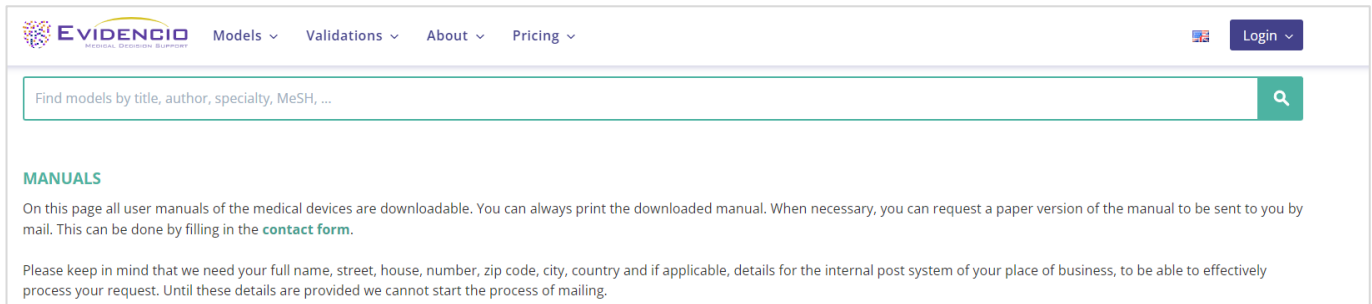 EVIDENCIO
MEDICAL DECISION SUPPORT
Models
Validations
About
Pricing
Login
Find models by title, author, specialty, MeSH, ...
MANUALS
On this page all user manuals of the medical devices are downloadable. You can always print the downloaded manual. When necessary, you can request a paper version of the manual to be sent to you by
mail. This can be done by filling in the contact form.
Please keep in mind that we need your full name, street, house, number, zip code, city, country and if applicable, details for the internal post system of your place of business, to be able to effectively
process your request. Until these details are provided we cannot start the process of mailing.